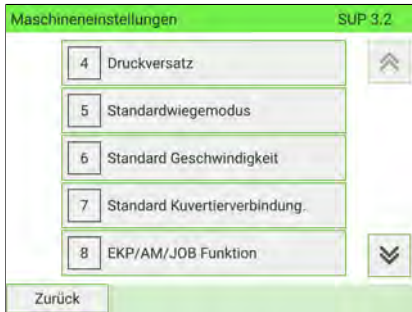 Maschineneinstellungen SUP 3.2
4 Druckversatz
5 Standardwiegemodus
6 Standard Geschwindigkeit
7 Standard Kuvertierverbindung.
8 EKP/AM/JOB Funktion
Zurück